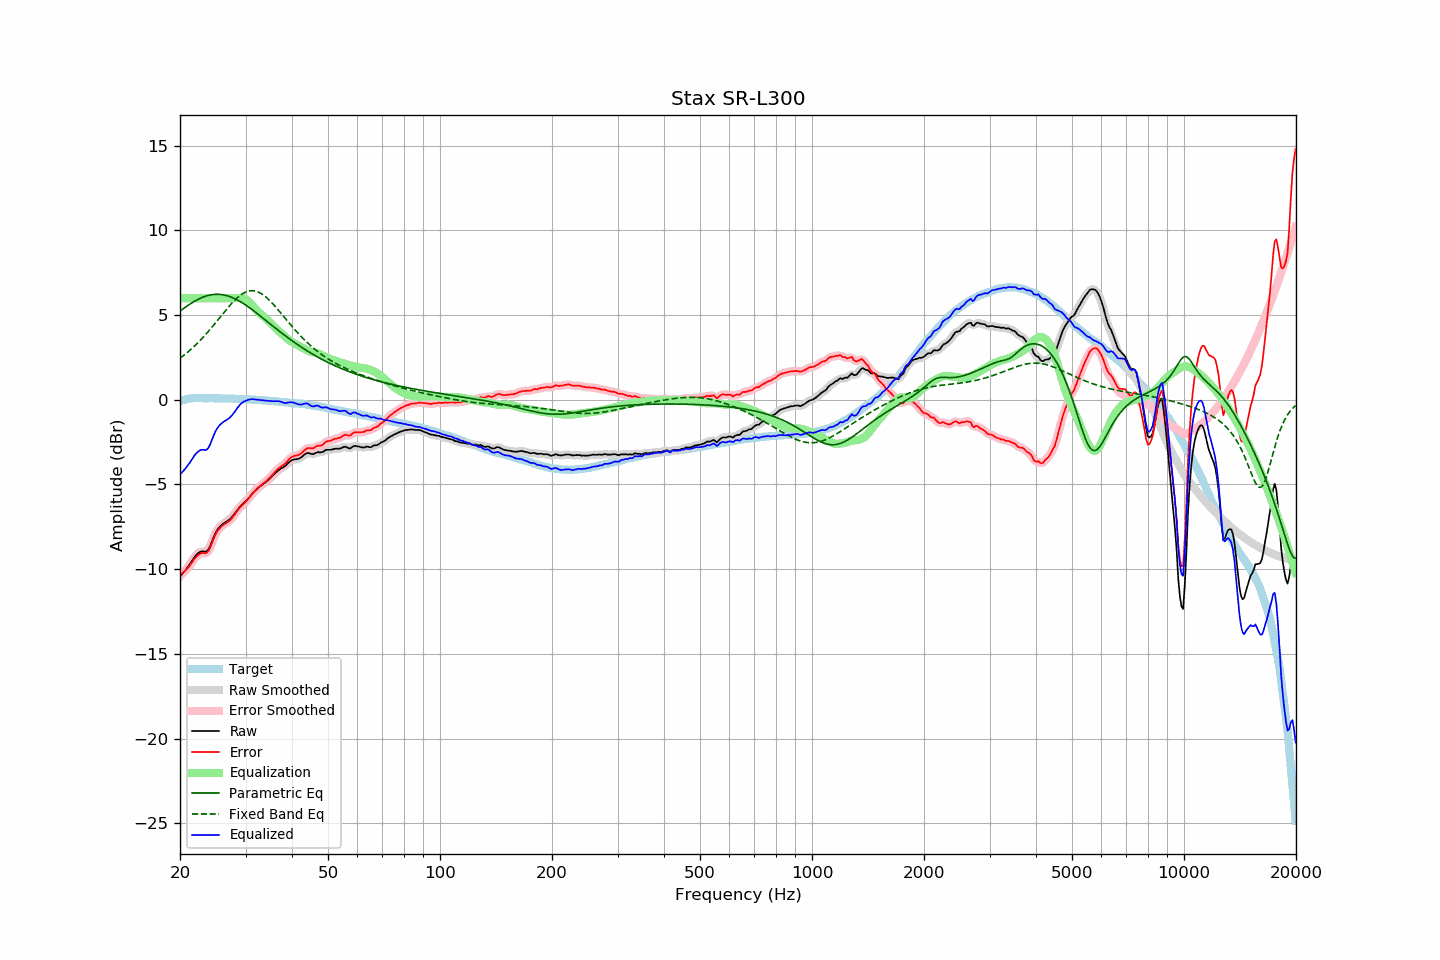 Stax SR-L300
15
10
5
0
−5
−10
−15
−20
−25
Amplitude (dBr)
Target
Raw Smoothed
Error Smoothed
Raw
Error
Equalization
Parametric Eq
Fixed Band Eq
Equalized
20 50 100 200 500 1000 2000 5000 10000 20000
Frequency (Hz)